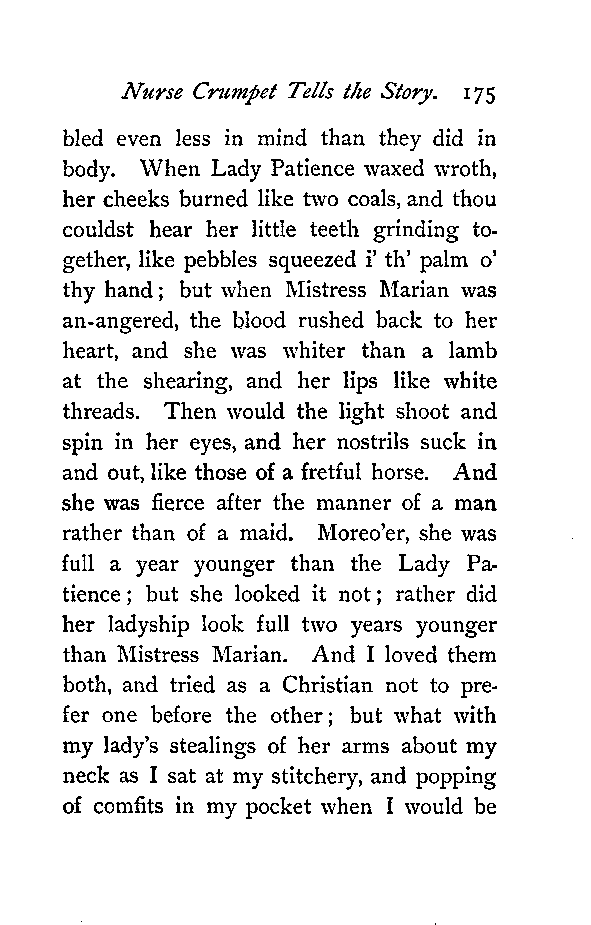 Nurse Crumpet Tells the Story. 175
bled even less in mind than they did in
body. When Lady Patience waxed wroth,
her cheeks burned like two coals, and thou
couldst hear her little teeth grinding to-
gether, like pebbles squeezed i' th' palm o'
thy hand; but when Mistress Marian was
an-angered, the blood rushed back to her
heart, and she was whiter than a lamb
at the shearing, and her lips like white
threads. Then would the light shoot and
spin in her eyes, and her nostrils suck in
and out, like those of a fretful horse. And
she was fierce after the manner of a man
rather than of a maid. Moreo'er, she was
full a year younger than the Lady Pa-
tience; but she looked it not; rather did
her ladyship look full two years younger
than Mistress Marian. And I loved them
both, and tried as a Christian not to pre-
fer one before the other; but what with
my lady's stealings of her arms about my
neck as I sat at my stitchery, and popping
of comfits in my pocket when I would be